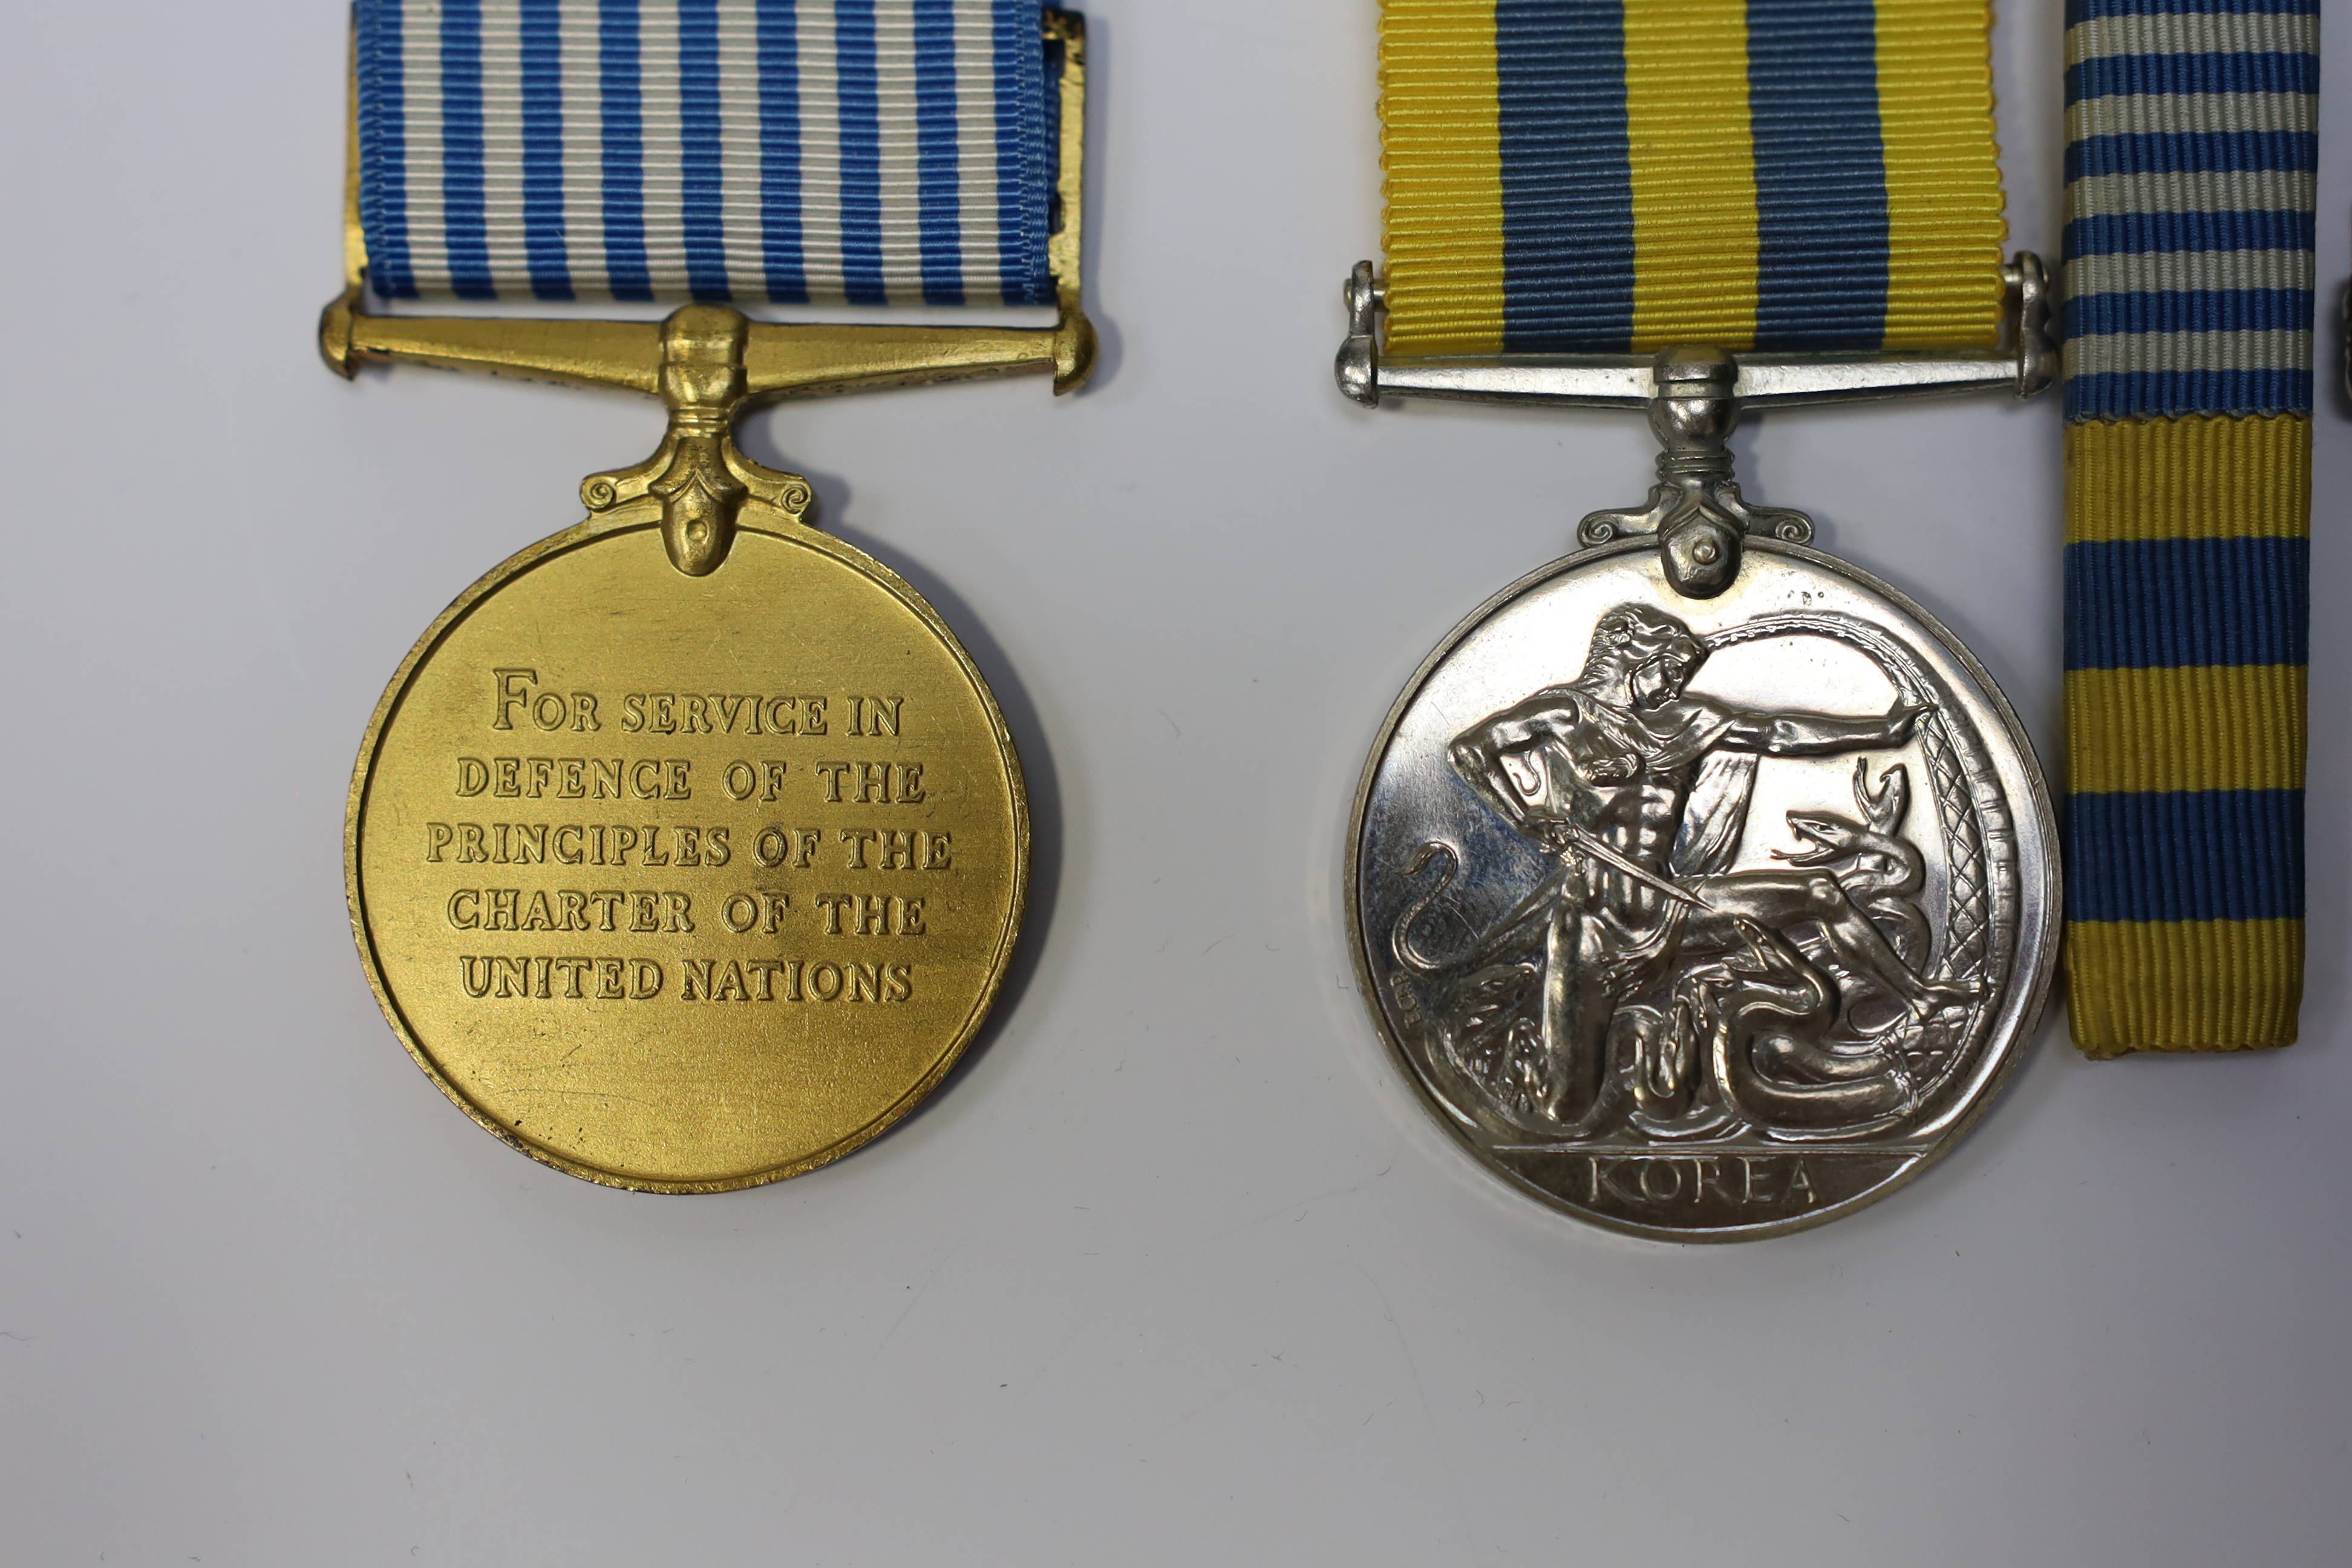 FOR SERVICE IN
DEFENCE OF THE
PRINCIPLES OF THE
CHARTER OF THE
UNITED NATIONS
KOREA